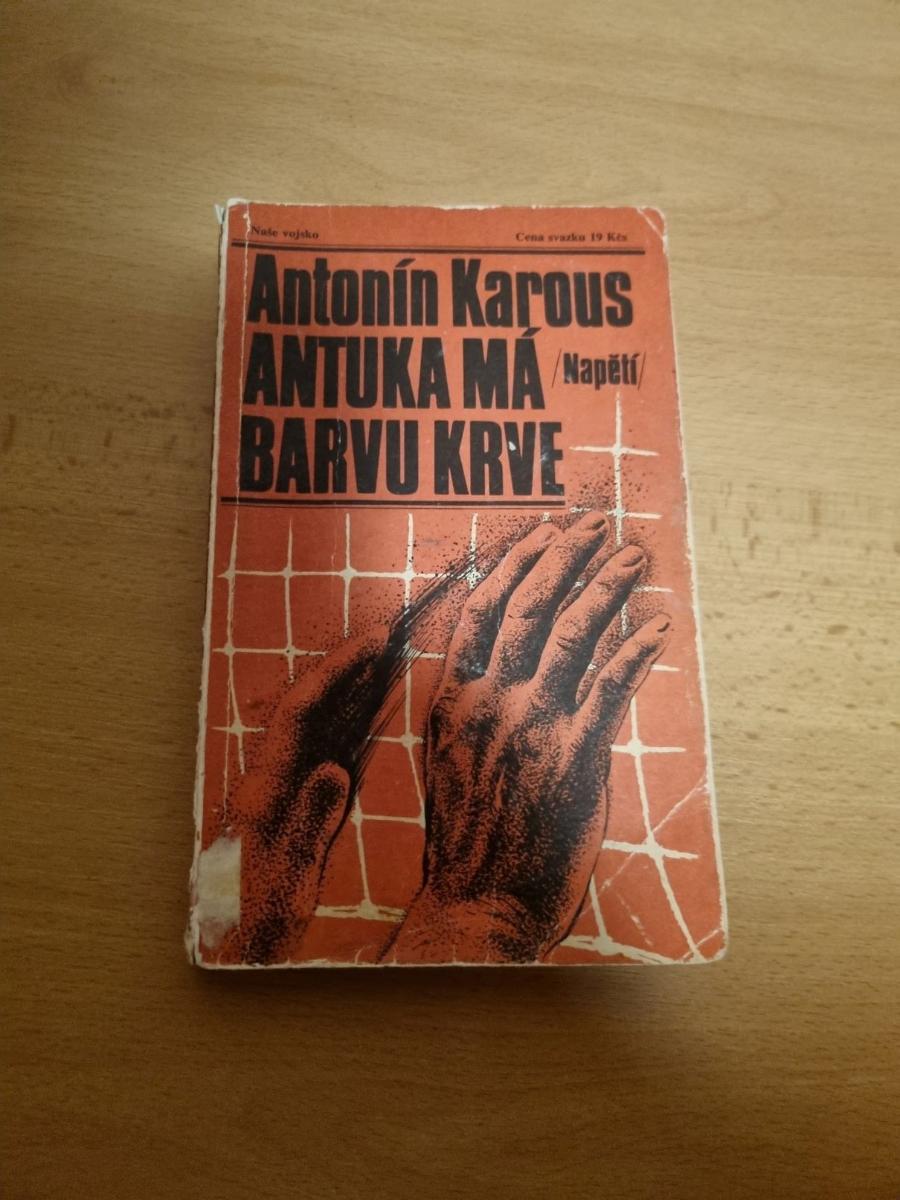 Naše vojsko Cena svazku 19 Kčs
Antonín Karous
ANTUKA MÁ /Napětí/
BARVU KRVE